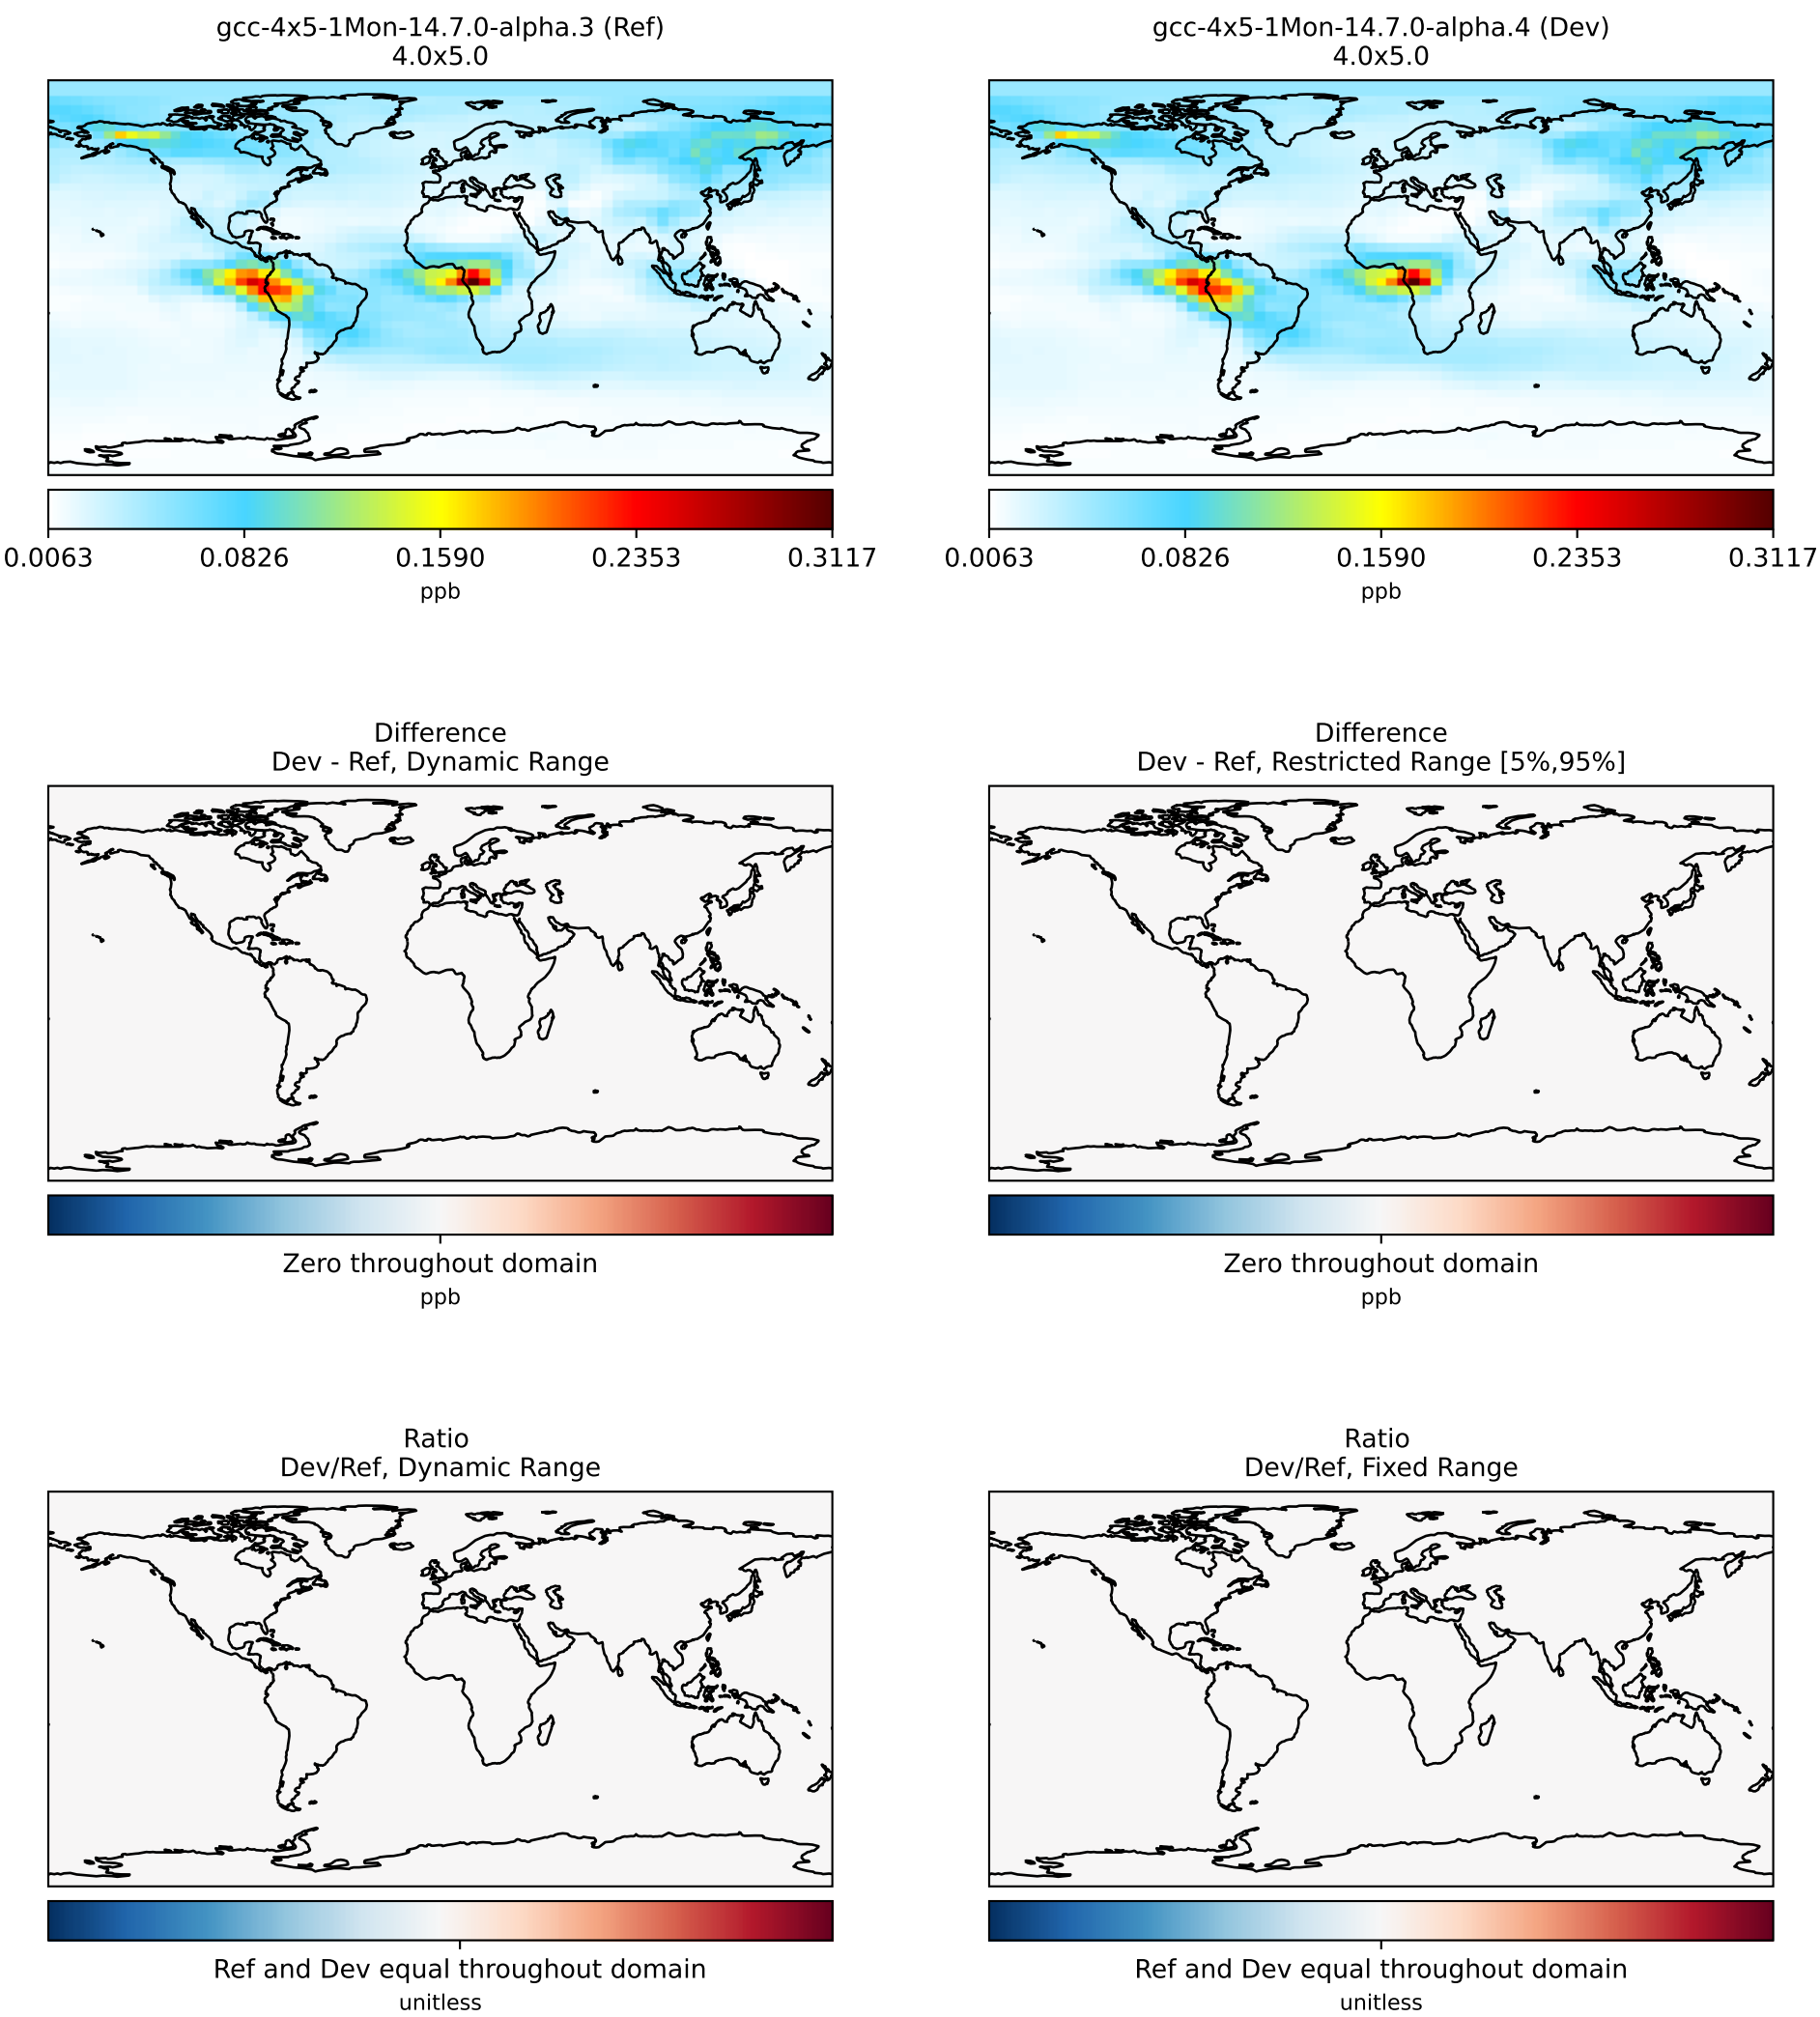 gcc-4x5-1Mon-14.7.0-alpha.3 (Ref)
4.0x5.0
gcc-4x5-1Mon-14.7.0-alpha.4 (Dev)
4.0x5.0
0.0063 0.0826 0.1590 0.2353 0.3117
ppb
0.0063 0.0826 0.1590 0.2353 0.3117
ppb
Difference
Dev - Ref, Dynamic Range
Difference
Dev - Ref, Restricted Range [5%,95%]
Zero throughout domain
ppb
Zero throughout domain
ppb
Ratio
Dev/Ref, Dynamic Range
Ratio
Dev/Ref, Fixed Range
Ref and Dev equal throughout domain
unitless
Ref and Dev equal throughout domain
unitless